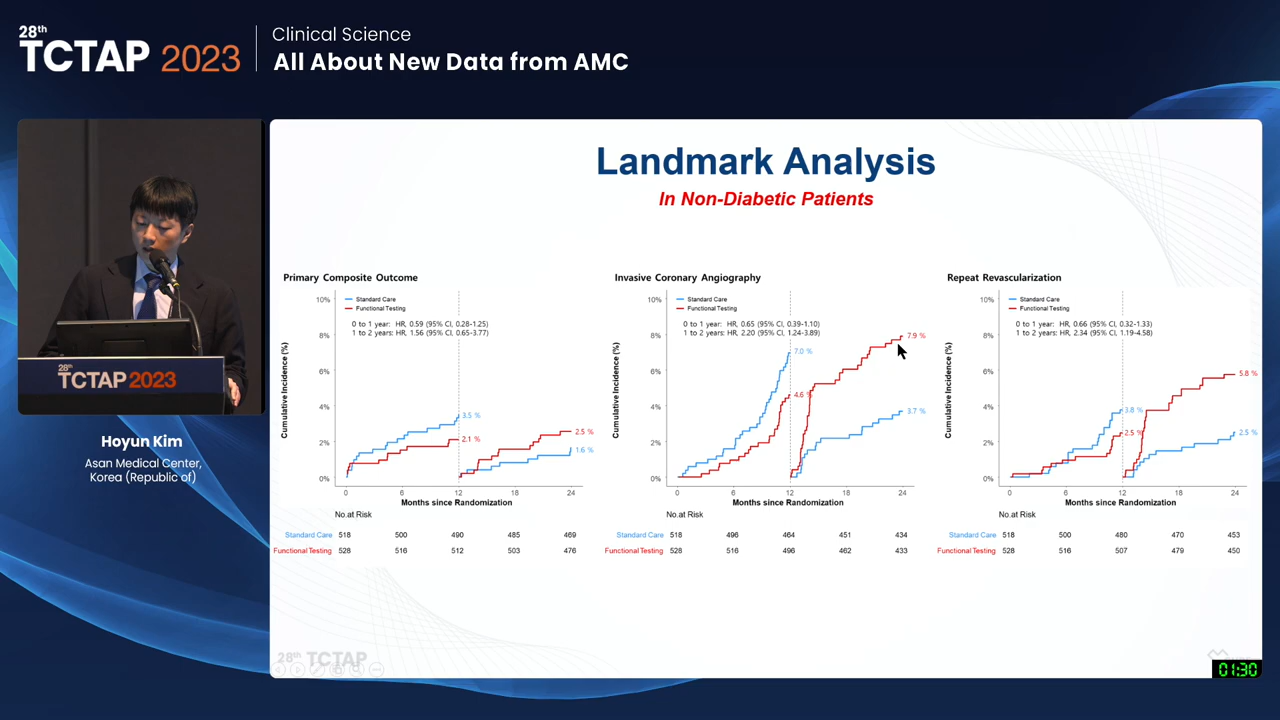 28th
TCTAP 2023
Clinical Science
All About New Data from AMC
28th
TCTAP2023
Hoyun Kim
Asan Medical Center,
Korea (Republic of)
Landmark Analysis
In Non-Diabetic Patients
Primary Composite Outcome
Standard Care
Functional Testing
0 to 1 year: HR, 0.59 (95% CI, 0.28-1.25)
1 to 2 years: HR, 1.56 (95% CI, 0.65-3.77)
Cumulative Incidence (%)
10%
8%
6%
4%
2%
0%
3.5 %
2.1 %
2.5 %
1.6 %
0 6 12 18 24
Months since Randomization
No.at Risk
Standard Care 518 500 490 485 469
Functional Testing 528 516 512 503 476
Invasive Coronary Angiography
Standard Care
Functional Testing
0 to 1 year: HR, 0.65 (95% CI, 0.39-1.10)
1 to 2 years: HR, 2.20 (95% CI, 1.24-3.89)
Cumulative Incidence (%)
10%
8%
6%
4%
2%
0%
7.0 %
4.6 %
7.9 %
3.7 %
0 6 12 18 24
Months since Randomization
No.at Risk
Standard Care 518 496 464 451 434
Functional Testing 528 516 496 462 433
Repeat Revascularization
Standard Care
Functional Testing
0 to 1 year: HR, 0.66 (95% CI, 0.32-1.33)
1 to 2 years: HR, 2.34 (95% CI, 1.19-4.58)
Cumulative Incidence (%)
10%
8%
6%
4%
2%
0%
3.8 %
2.5 %
5.8 %
2.5 %
0 6 12 18 24
Months since Randomization
No.at Risk
Standard Care 518 500 480 470 453
Functional Testing 528 516 507 479 450
28th TCTAP
01:30